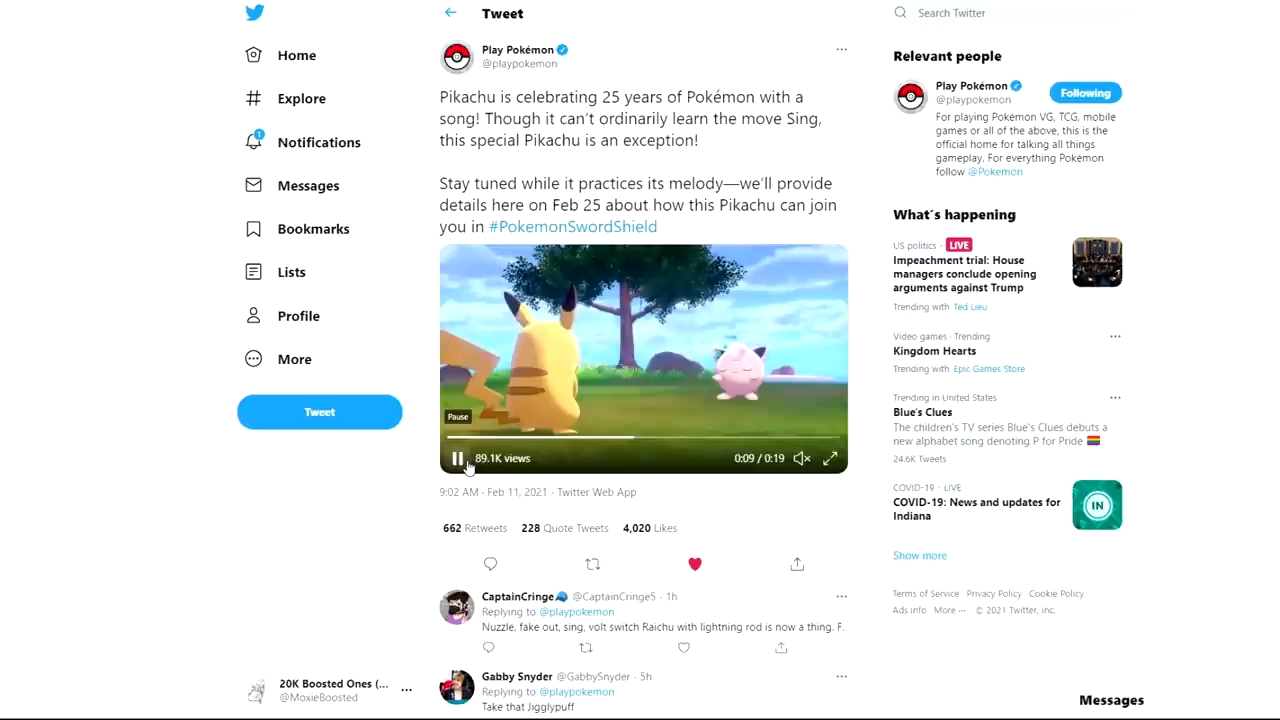 Home
Explore
1
Notifications
Messages
Bookmarks
Lists
Profile
More
Tweet
20K Boosted Ones (...
@MoxieBoosted
Tweet
Play Pokémon
@playpokemon
Pikachu is celebrating 25 years of Pokémon with a
song! Though it can't ordinarily learn the move Sing,
this special Pikachu is an exception!
Stay tuned while it practices its melody—we'll provide
details here on Feb 25 about how this Pikachu can join
you in #PokemonSwordShield
Pause
89.1K views
0:09 / 0:19
9:02 AM · Feb 11, 2021 · Twitter Web App
662 Retweets 228 Quote Tweets 4,020 Likes
CaptainCringe @CaptainCringe5 · 1h
Replying to @playpokemon
Nuzzle, fake out, sing, volt switch Raichu with lightning rod is now a thing. F.
Gabby Snyder @GabbySnyder · 5h
Replying to @playpokemon
Take that Jigglypuff
Search Twitter
Relevant people
Play Pokémon
@playpokemon
Following
For playing Pokémon VG, TCG, mobile
games or all of the above, this is the
official home for talking all things
gameplay. For everything Pokémon
follow @Pokemon
What's happening
US politics · LIVE
Impeachment trial: House
managers conclude opening
arguments against Trump
Trending with Ted Lieu
Video games · Trending
Kingdom Hearts
Trending with Epic Games Store
Trending in United States
Blue's Clues
The children's TV series Blue's Clues debuts a
new alphabet song denoting P for Pride
24.6K Tweets
COVID-19 · LIVE
COVID-19: News and updates for
Indiana
IN
Show more
Terms of Service Privacy Policy Cookie Policy
Ads info More ··· © 2021 Twitter, Inc.
Messages